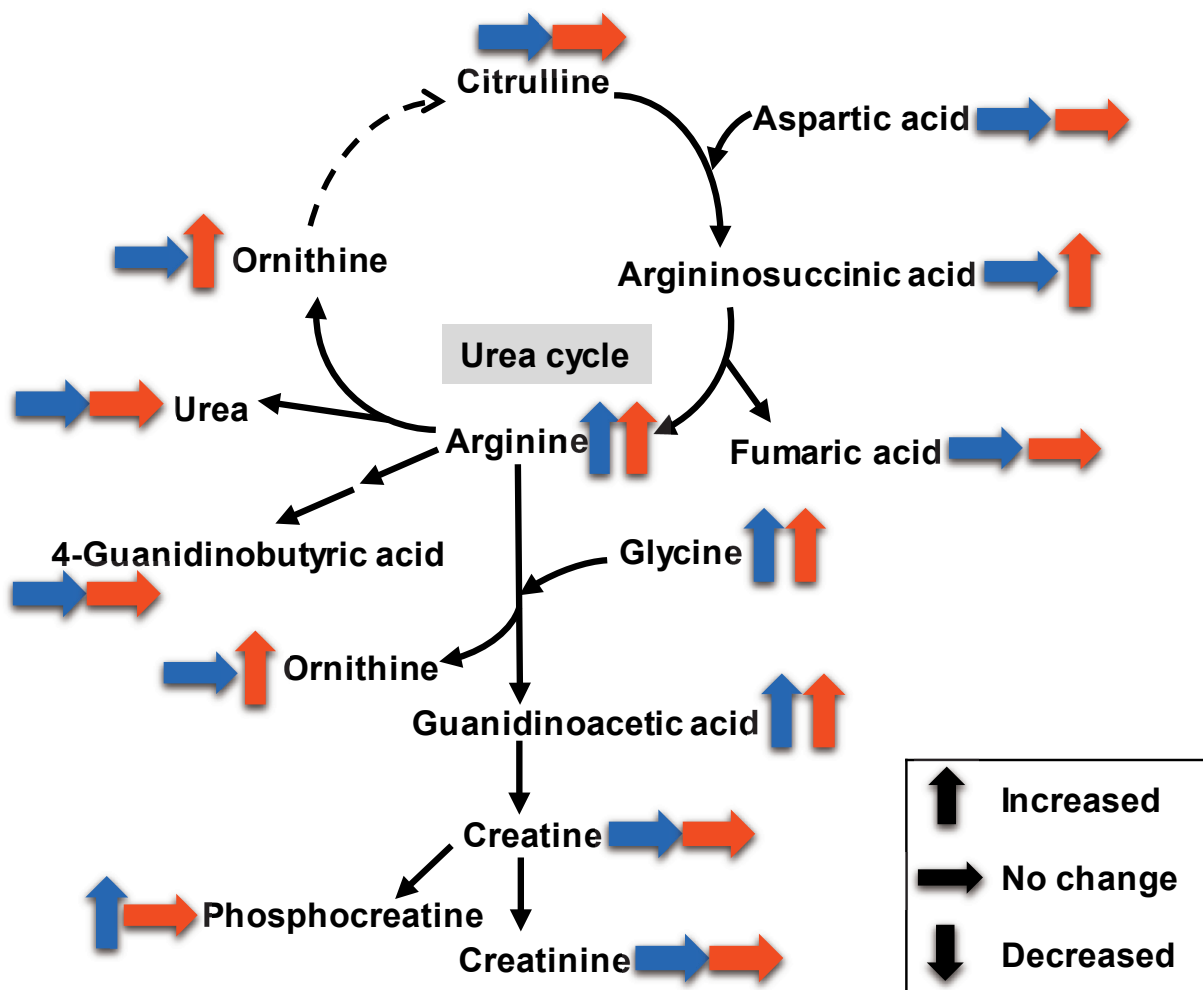 Citrulline
Aspartic acid
Ornithine
Argininosuccinic acid
Urea cycle
Urea
Arginine
Fumaric acid
4-Guanidinobutyric acid
Glycine
Ornithine
Guanidinoacetic acid
Creatine
Phosphocreatine
Creatinine
Increased
No change
Decreased